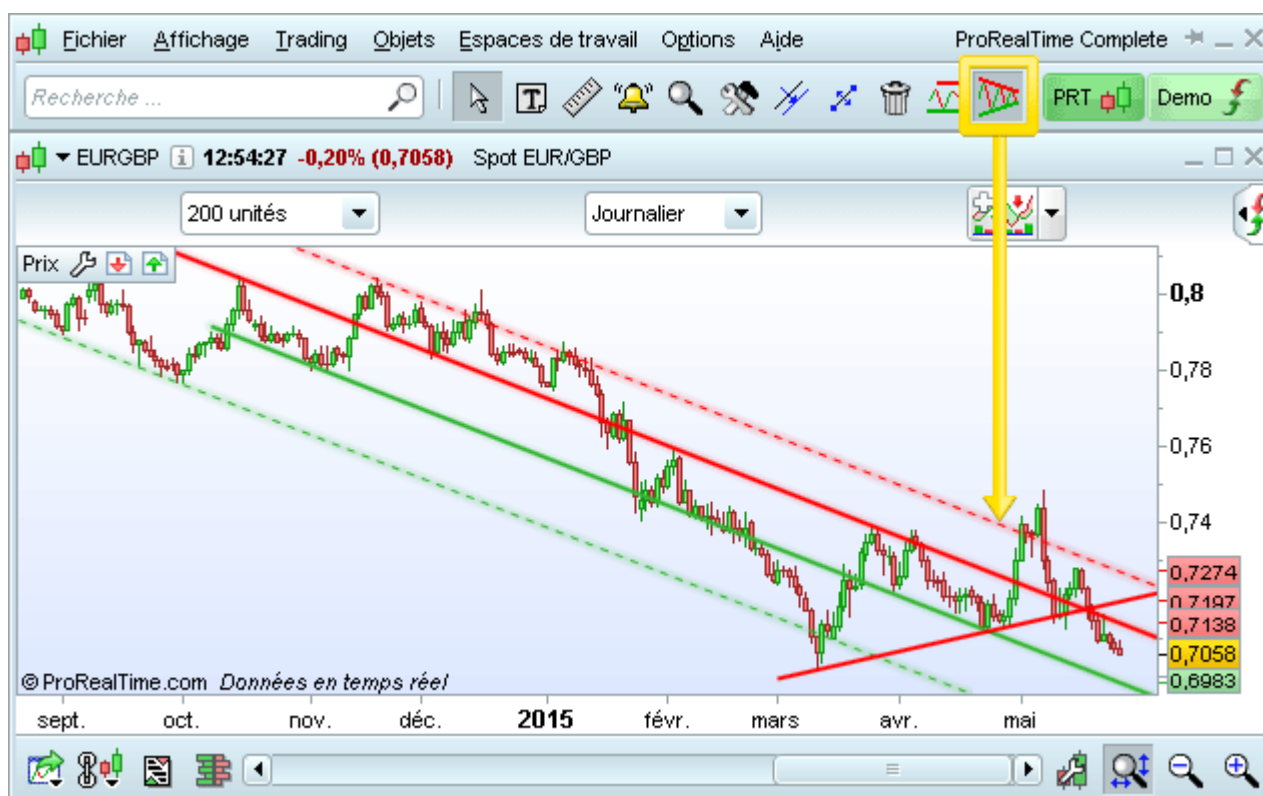 Fichier Affichage Trading Objets Espaces de travail Options Aide ProRealTime Complete
Recherche ... T PRT Demo
EURGBP i 12:54:27 -0,20% (0,7058) Spot EUR/GBP
200 unités Journalier
Prix
0,8
0,78
0,76
0,74
0,7274
0,7197
0,7138
0,7058
0,6983
© ProRealTime.com Données en temps réel
sept. oct. nov. déc. 2015 févr. mars avr. mai